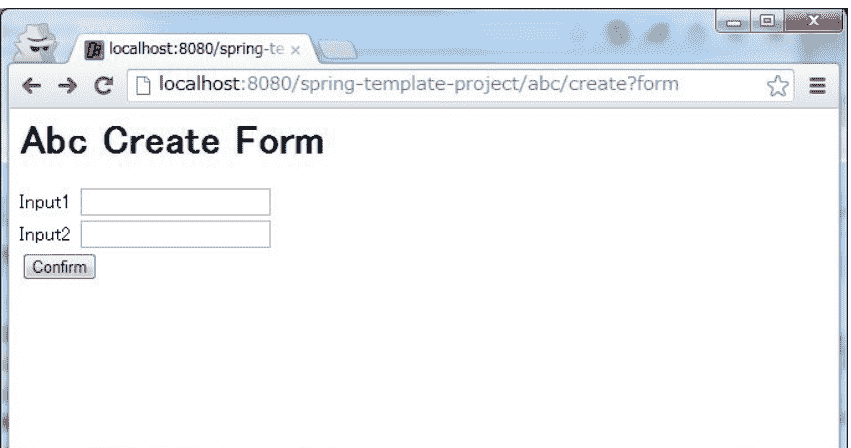 localhost:8080/spring-te
localhost:8080/spring-template-project/abc/create?form
Abc Create Form
Input1
Input2
Confirm